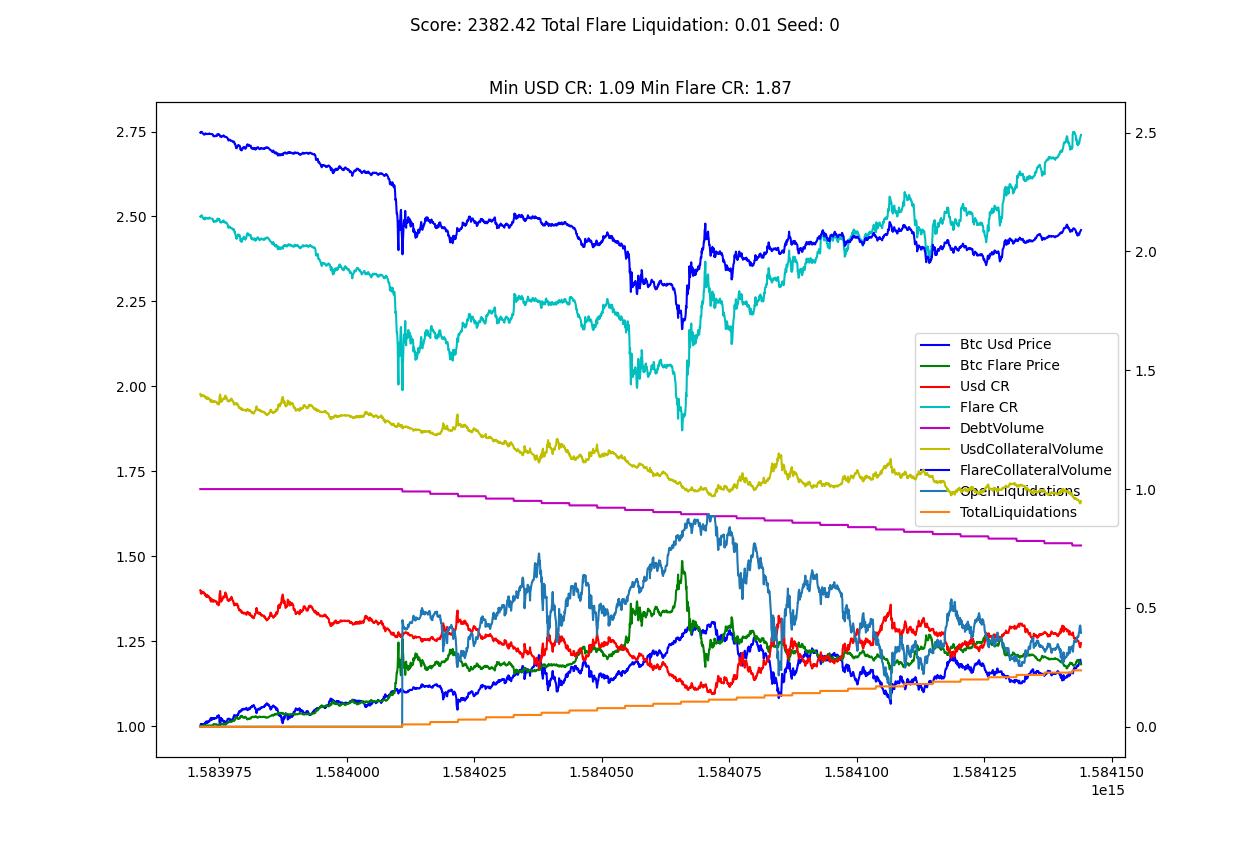 Score: 2382.42 Total Flare Liquidation: 0.01 Seed: 0
Min USD CR: 1.09 Min Flare CR: 1.87
2.75
2.50
2.25
2.00
1.75
1.50
1.25
1.00
2.5
2.0
1.5
1.0
0.5
0.0
Btc Usd Price
Btc Flare Price
Usd CR
Flare CR
DebtVolume
UsdCollateralVolume
FlareCollateralVolume
OpenLiquidations
TotalLiquidations
1.583975
1.584000
1.584025
1.584050
1.584075
1.584100
1.584125
1.584150
1e15